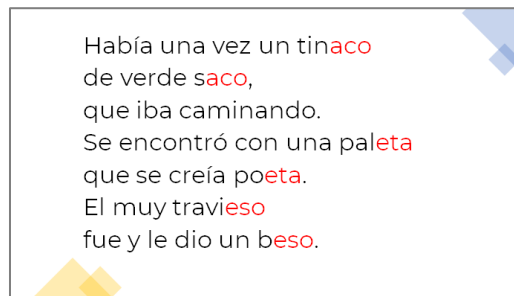 Había una vez un tinaco
de verde saco,
que iba caminando.
Se encontró con una paleta
que se creía poeta.
El muy travieso
fue y le dio un beso.